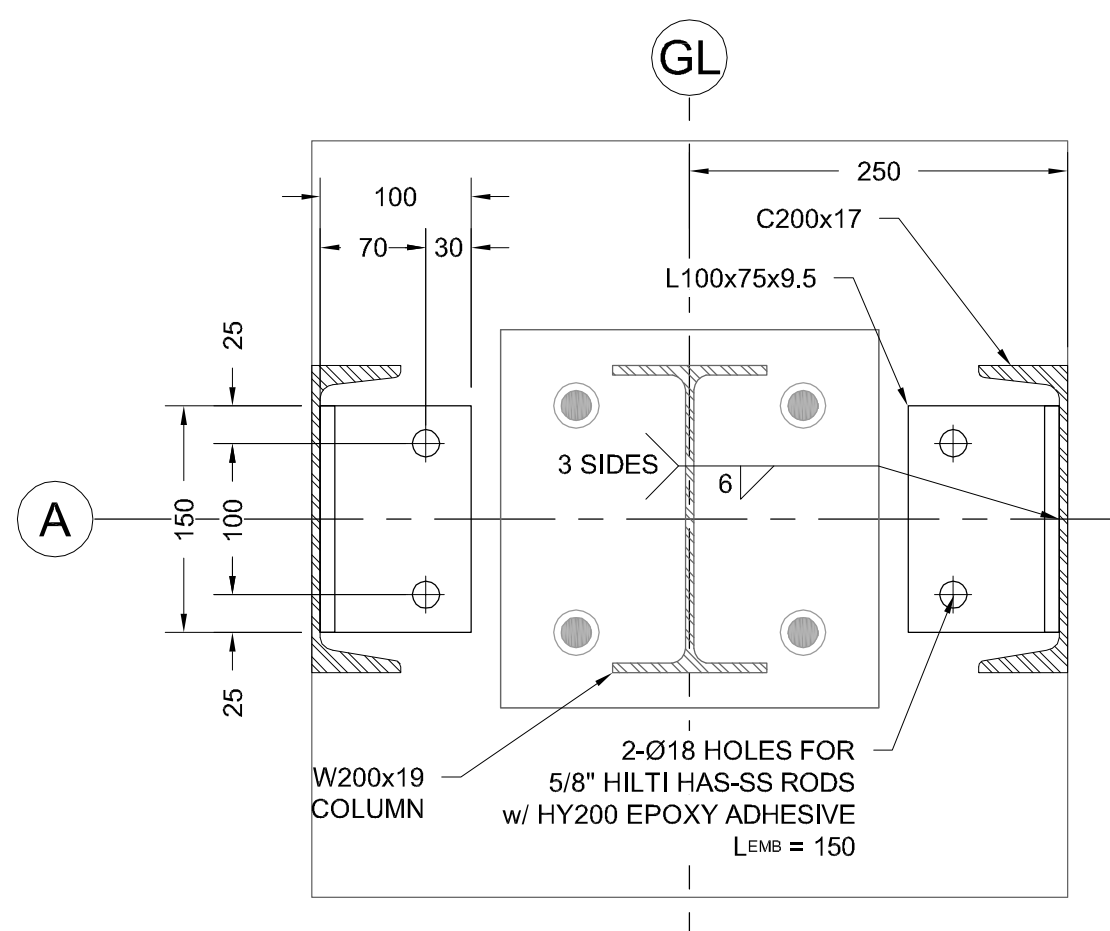 GL
250
100
C200x17
70
30
L100x75x9.5
25
3 SIDES
6
A
150
100
25
2-Ø18 HOLES FOR
5/8" HILTI HAS-SS RODS
w/ HY200 EPOXY ADHESIVE
LEMB = 150
W200x19
COLUMN